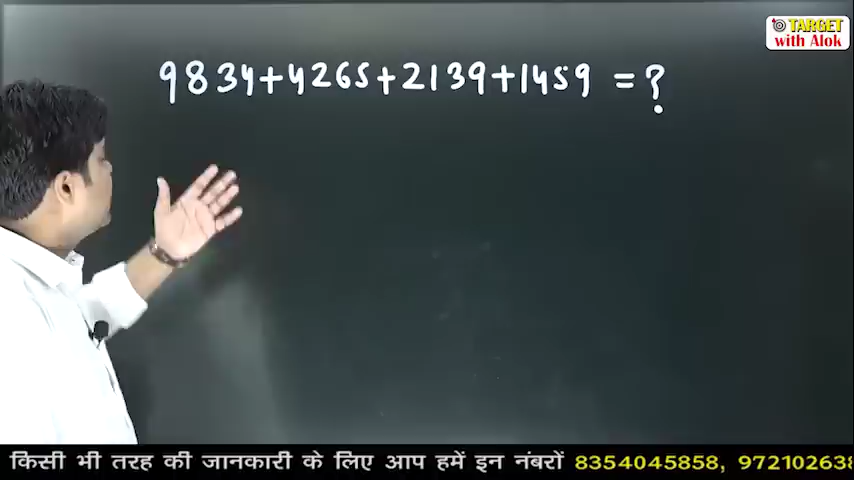 TARGET
with Alok
9834+4265+2139+1459 = ?
किसी भी तरह की जानकारी के लिए आप हमें इन नंबरों 8354045858, 972102638